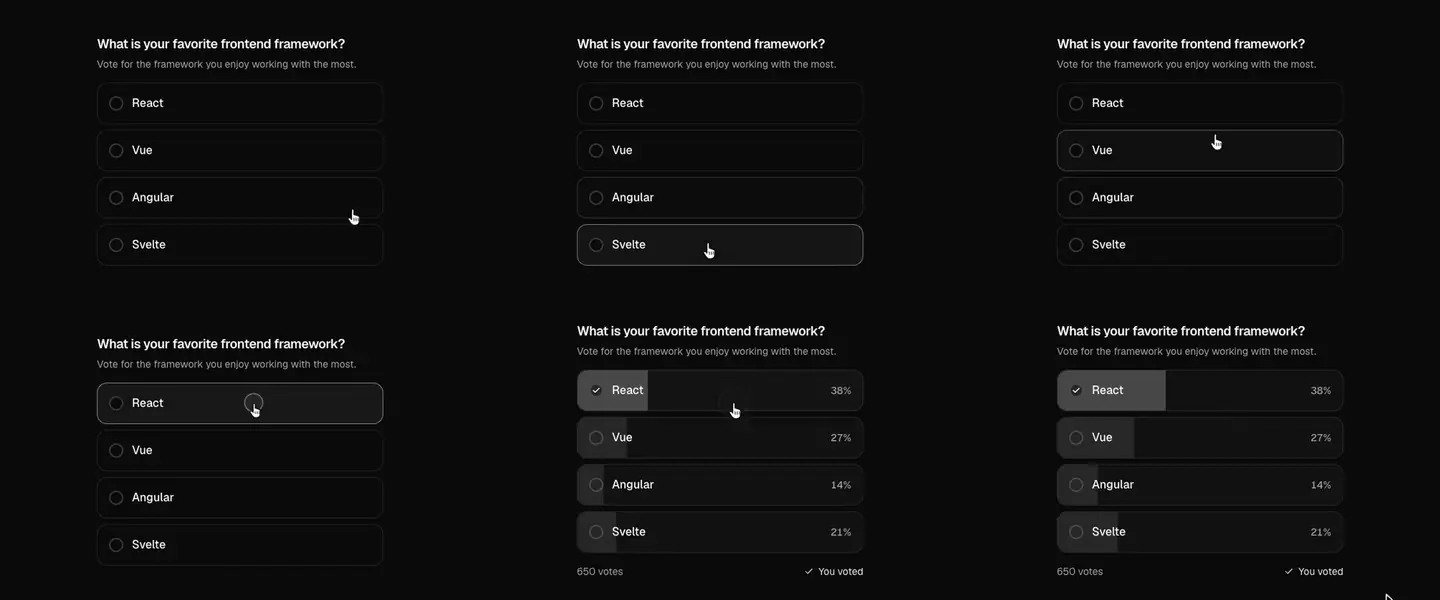 What is your favorite frontend framework?
Vote for the framework you enjoy working with the most.
React
Vue
Angular
Svelte
What is your favorite frontend framework?
Vote for the framework you enjoy working with the most.
React
Vue
Angular
Svelte
What is your favorite frontend framework?
Vote for the framework you enjoy working with the most.
React
Vue
Angular
Svelte
What is your favorite frontend framework?
Vote for the framework you enjoy working with the most.
React
Vue
Angular
Svelte
What is your favorite frontend framework?
Vote for the framework you enjoy working with the most.
React 38%
Vue 27%
Angular 14%
Svelte 21%
650 votes You voted
What is your favorite frontend framework?
Vote for the framework you enjoy working with the most.
React 38%
Vue 27%
Angular 14%
Svelte 21%
650 votes You voted